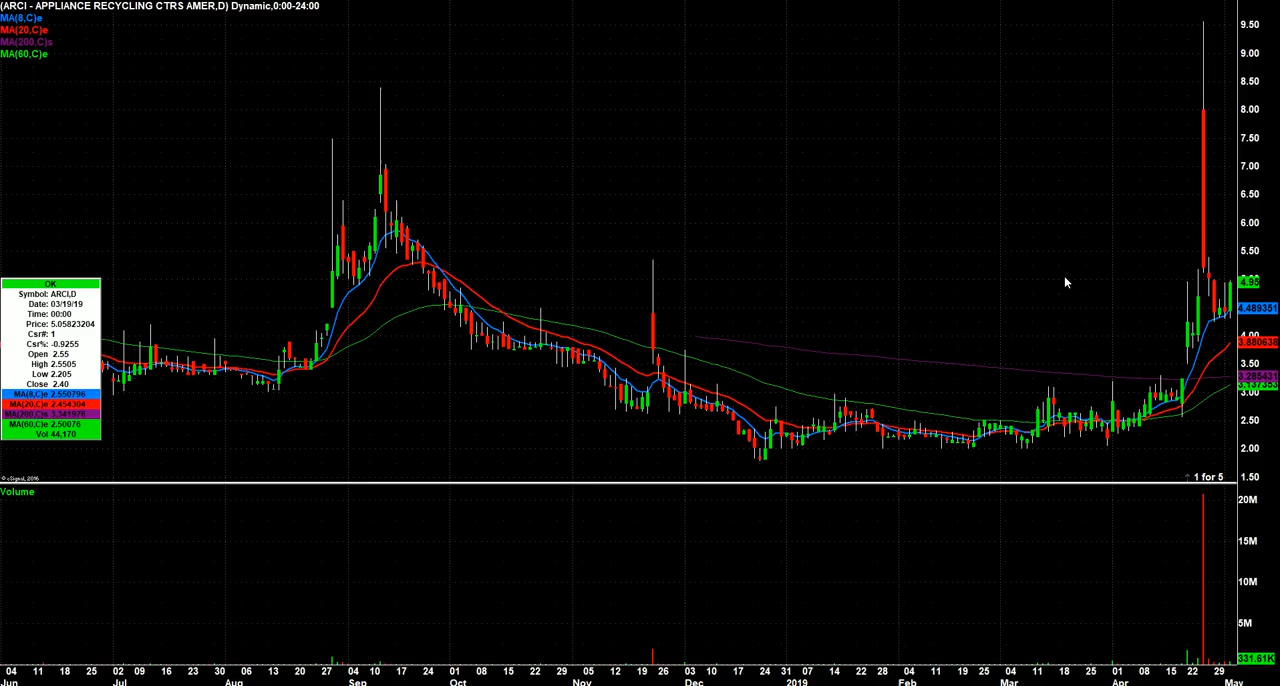 (ARCI - APPLIANCE RECYCLING CTRS AMER,D) Dynamic,0:00-24:00
MA(8,C)e
MA(20,C)e
MA(200,C)s
MA(60,C)e
9.50
9.00
8.50
8.00
7.50
7.00
6.50
6.00
5.50
4.95
4.489351
4.00
3.880638
3.50
3.00
2.50
2.00
1.50
OK
Symbol: ARCI,D
Date: 03/19/19
Time: 00:00
Price: 5.05823204
Csr#: 1
Csr%: -0.9255
Open 2.55
High 2.5505
Low 2.205
Close 2.40
MA(8,C)e 2.550796
MA(20,C)e 2.454304
MA(200,C)s 3.341976
MA(60,C)e 2.50076
Vol 44,170
© eSignal, 2016
1 for 5
Volume
20M
15M
10M
5M
331.61K
04 11 18 25 02 09 16 23 30 06 13 20 27 04 10 17 24 01 08 15 22 29 05 12 19 26 03 10 17 24 31 07 14 22 28 04 11 19 25 04 11 18 25 01 08 15 22 29
Jun Jul Aug Sep Oct Nov Dec 2019 Feb Mar Apr May